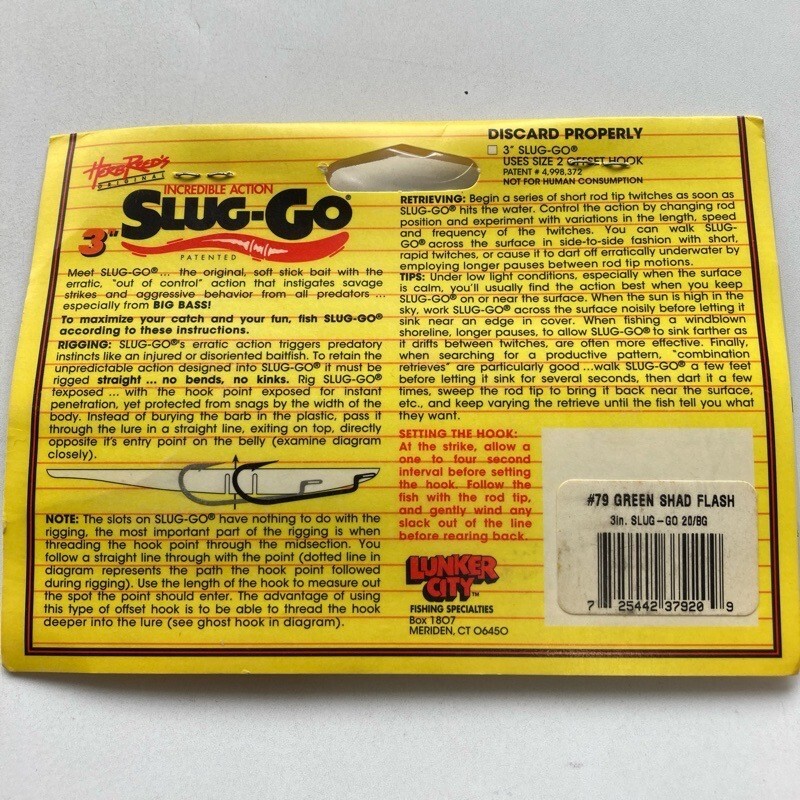 HERB REED'S
ORIGINAL
INCREDIBLE ACTION
3" SLUG-GO®
PATENTED
Meet SLUG-GO® ... the original, soft stick bait with the
erratic, "out of control" action that instigates savage
strikes and aggressive behavior from all predators ...
especially from BIG BASS!
To maximize your catch and your fun, fish SLUG-GO®
according to these instructions.
RIGGING: SLUG-GO®'s erratic action triggers predatory
instincts like an injured or disoriented baitfish. To retain the
unpredictable action designed into SLUG-GO® it must be
rigged straight ... no bends, no kinks. Rig SLUG-GO®
Texposed ... with the hook point exposed for instant
penetration, yet protected from snags by the width of the
body. Instead of burying the barb in the plastic, pass it
through the lure in a straight line, exiting on top, directly
opposite it's entry point on the belly (examine diagram
closely).
NOTE: The slots on SLUG-GO® have nothing to do with the
rigging, the most important part of the rigging is when
threading the hook point through the midsection. You
follow a straight line through with the point (dotted line in
diagram represents the path the hook point followed
during rigging). Use the length of the hook to measure out
the spot the point should enter. The advantage of using
this type of offset hook is to be able to thread the hook
deeper into the lure (see ghost hook in diagram).
DISCARD PROPERLY
3" SLUG-GO®
USES SIZE 2 OFFSET HOOK
PATENT # 4,998,372
NOT FOR HUMAN CONSUMPTION
RETRIEVING: Begin a series of short rod tip twitches as soon as
SLUG-GO® hits the water. Control the action by changing rod
position and experiment with variations in the length, speed
and frequency of the twitches. You can walk SLUG-
GO® across the surface in side-to-side fashion with short,
rapid twitches, or cause it to dart off erratically underwater by
employing longer pauses between rod tip motions.
TIPS: Under low light conditions, especially when the surface
is calm, you'll usually find the action best when you keep
SLUG-GO® on or near the surface. When the sun is high in the
sky, work SLUG-GO® across the surface noisily before letting it
sink near an edge in cover. When fishing a windblown
shoreline, longer pauses, to allow SLUG-GO® to sink farther as
it drifts between twitches, are often more effective. Finally,
when searching for a productive pattern, "combination
retrieves" are particularly good ...walk SLUG-GO® a few feet
before letting it sink for several seconds, then dart it a few
times, sweep the rod tip to bring it back near the surface,
etc., and keep varying the retrieve until the fish tell you what
they want.
SETTING THE HOOK:
At the strike, allow a
one to four second
interval before setting
the hook. Follow the
fish with the rod tip,
and gently wind any
slack out of the line
before rearing back.
LUNKER
CITY™
FISHING SPECIALTIES
Box 1807
MERIDEN, CT 06450
#79 GREEN SHAD FLASH
3in. SLUG-GO 20/BG
7 25442 37920 9